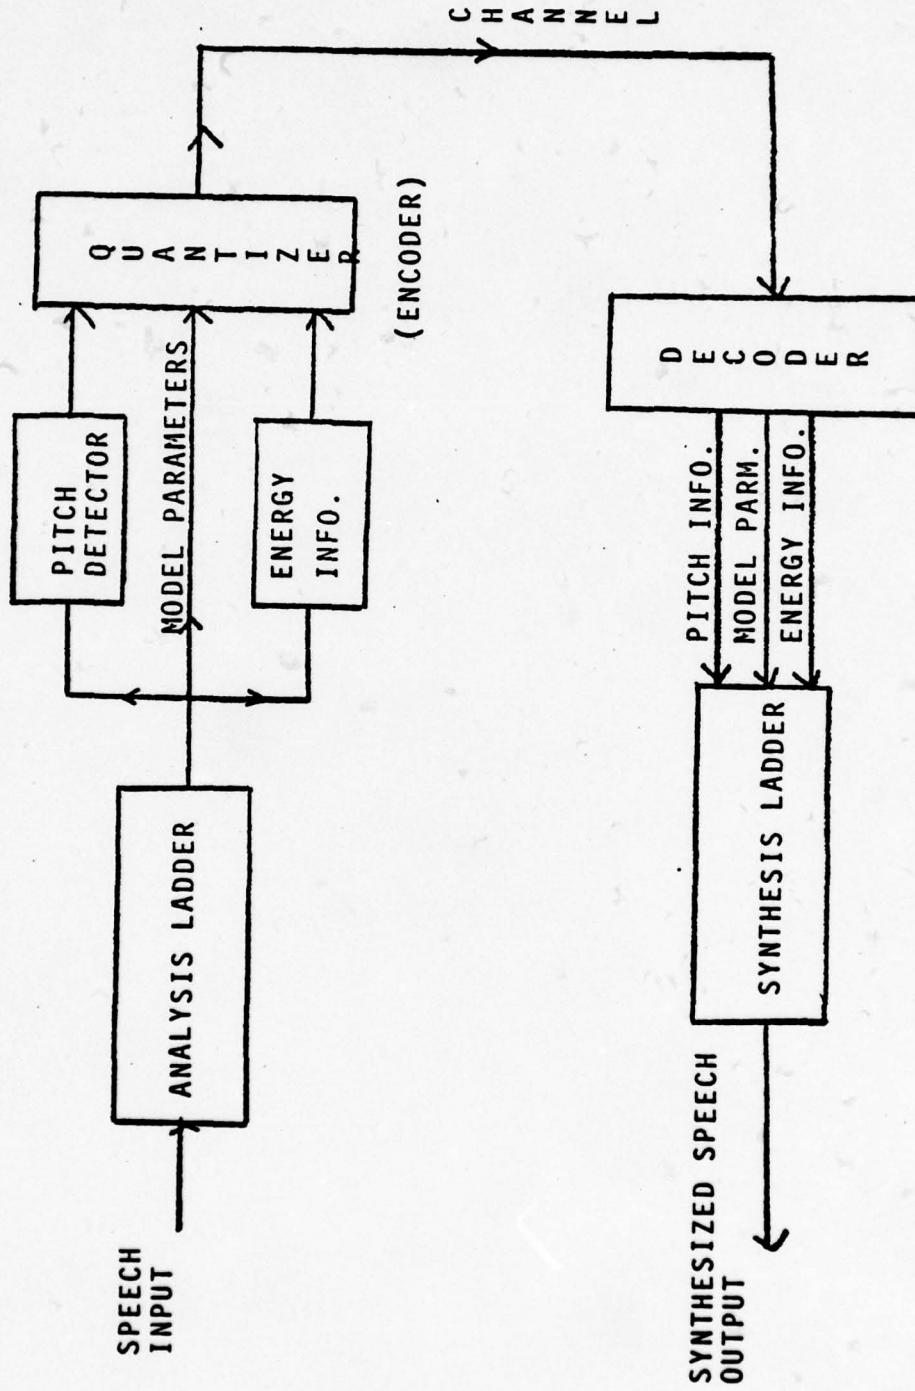 SPEECH
INPUT
ANALYSIS LADDER
PITCH
DETECTOR
MODEL PARAMETERS
ENERGY
INFO.
QUANTIZER
(ENCODER)
CHANNEL
DECODER
PITCH INFO.
MODEL PARM.
ENERGY INFO.
SYNTHESIS LADDER
SYNTHESIZED SPEECH
OUTPUT